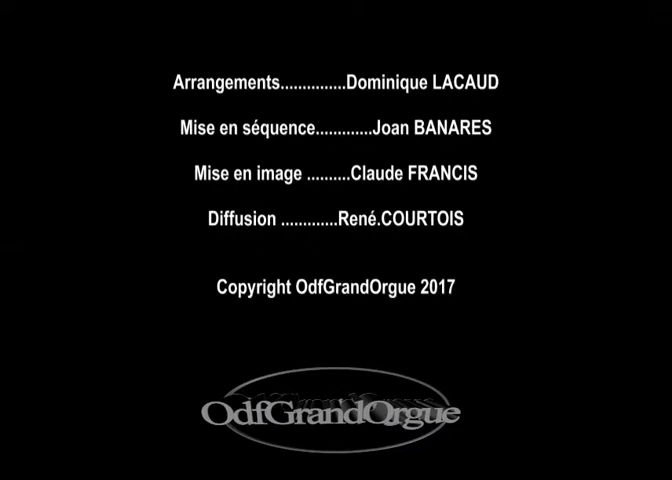 Arrangements...............Dominique LACAUD
Mise en séquence.............Joan BANARES
Mise en image ..........Claude FRANCIS
Diffusion .............René.COURTOIS
Copyright OdfGrandOrgue 2017
OdfGrandOrgue